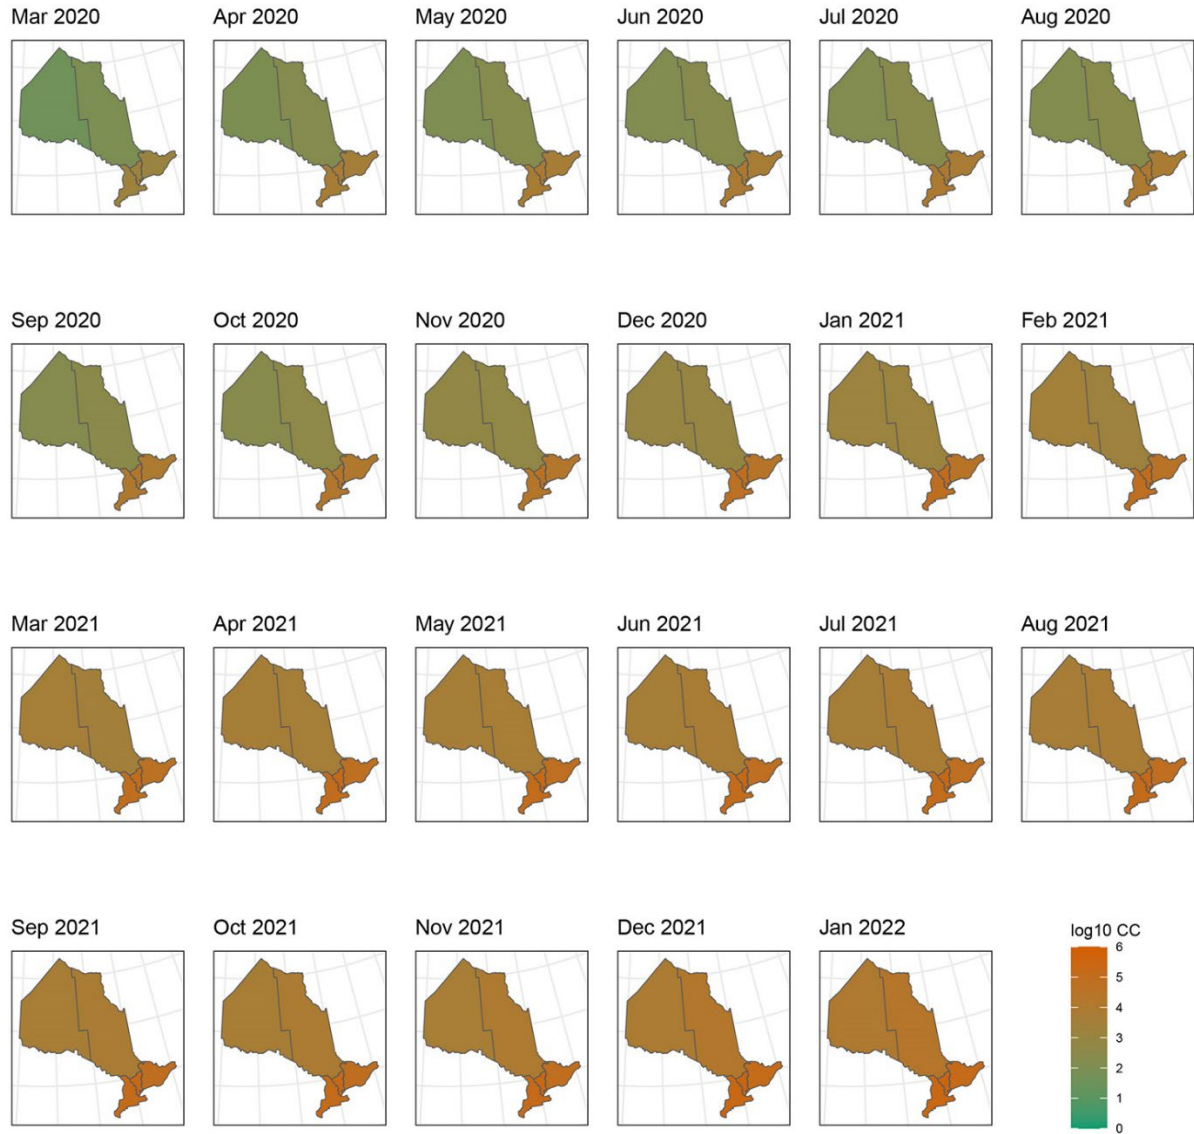 Mar 2020
Apr 2020
May 2020
Jun 2020
Jul 2020
Aug 2020
Sep 2020
Oct 2020
Nov 2020
Dec 2020
Jan 2021
Feb 2021
Mar 2021
Apr 2021
May 2021
Jun 2021
Jul 2021
Aug 2021
Sep 2021
Oct 2021
Nov 2021
Dec 2021
Jan 2022
log10 CC
6
5
4
3
2
1
0